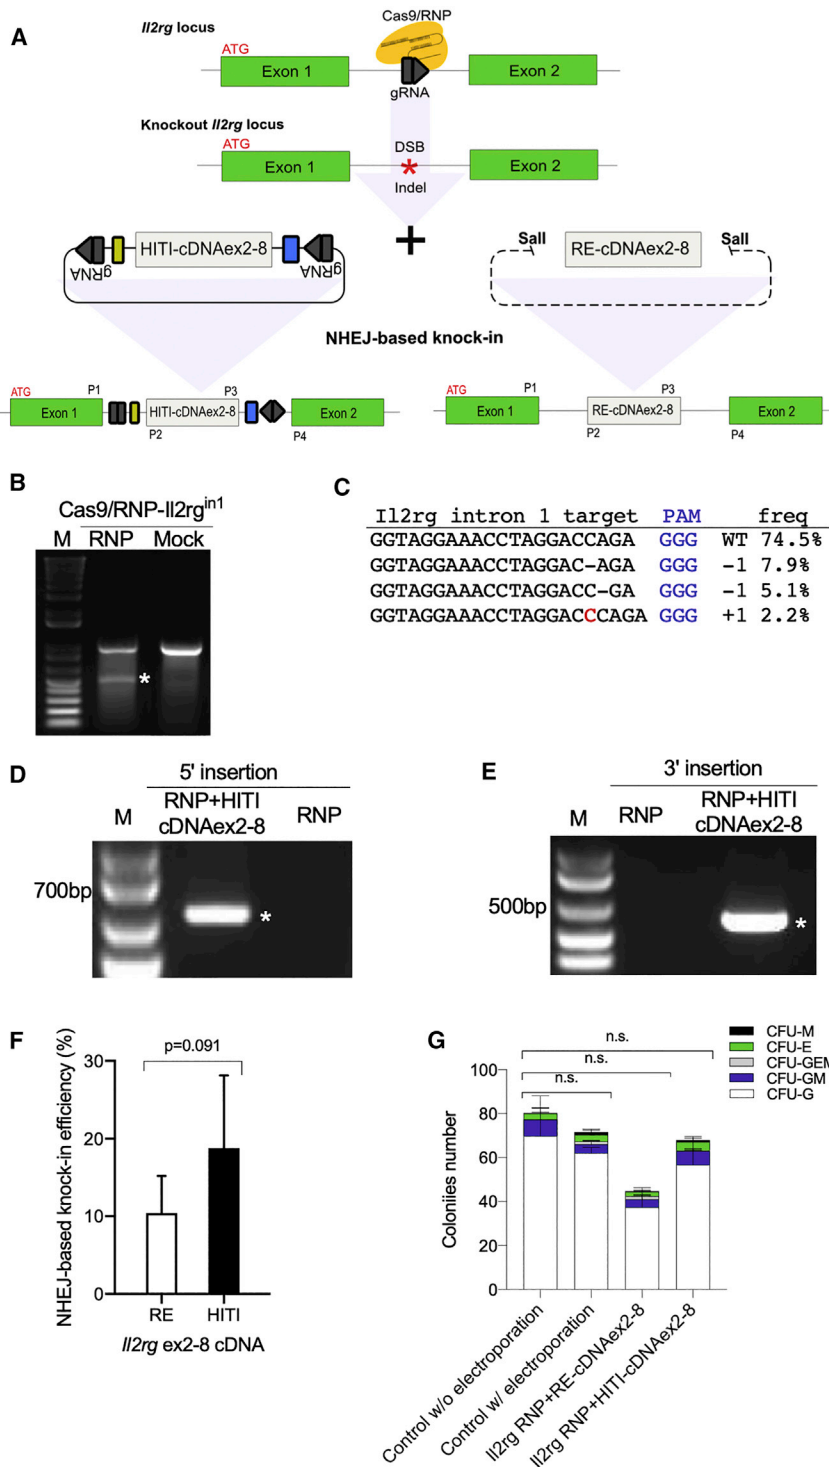 A
Il2rg locus
Cas9/RNP
ATG
Exon 1
Exon 2
gRNA
Knockout Il2rg locus
ATG
DSB
Exon 1
Exon 2
Indel
HITI-cDNAex2-8
gRNA
gRNA
+
SalI
RE-cDNAex2-8
SalI
NHEJ-based knock-in
ATG
P1
P3
Exon 1
HITI-cDNAex2-8
Exon 2
P2
P4
ATG
P1
P3
Exon 1
RE-cDNAex2-8
Exon 2
P2
P4
B
Cas9/RNP-Il2rg^in1
M RNP Mock
*
C
Il2rg intron 1 target PAM freq
GGTAGGAAACCTAGGACCAGA GGG WT 74.5%
GGTAGGAAACCTAGGAC-AGA GGG -1 7.9%
GGTAGGAAACCTAGGACC-GA GGG -1 5.1%
GGTAGGAAACCTAGGACCCAGA GGG +1 2.2%
D
5' insertion
M RNP+HITI cDNAex2-8 RNP
700bp
*
E
3' insertion
M RNP RNP+HITI cDNAex2-8
500bp
*
F
NHEJ-based knock-in efficiency (%)
30
20
10
0
p=0.091
RE HITI
Il2rg ex2-8 cDNA
G
n.s.
n.s.
n.s.
CFU-M
CFU-E
CFU-GEM
CFU-GM
CFU-G
Coloniies number
100
80
60
40
20
0
Control w/o electroporation
Control w/ electroporation
Il2rg RNP+RE-cDNAex2-8
Il2rg RNP+HITI-cDNAex2-8